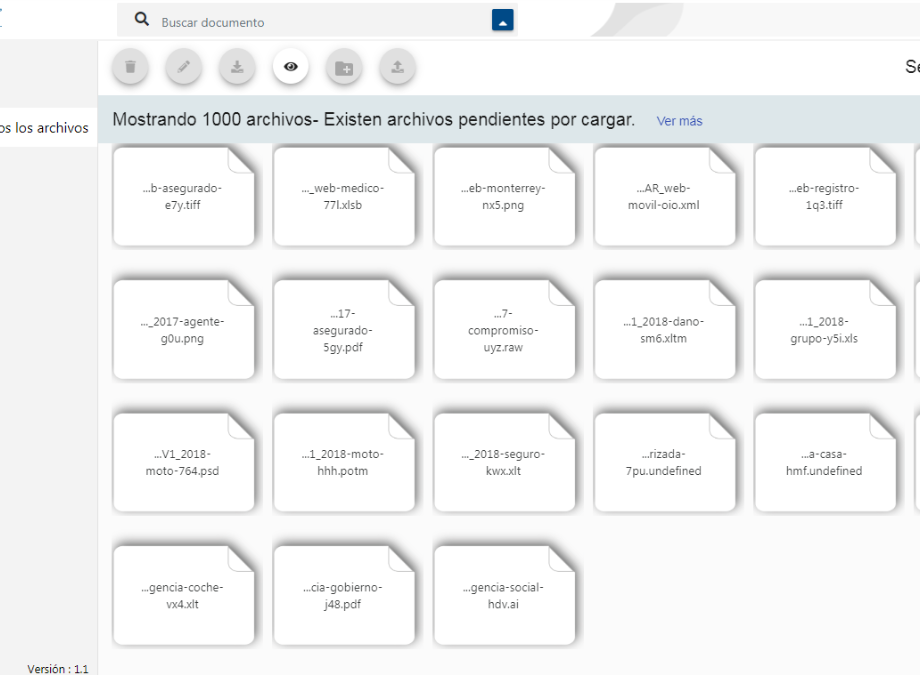 Buscar documento
Se
os los archivos
Mostrando 1000 archivos- Existen archivos pendientes por cargar. Ver más
...b-asegurado-
e7y.tiff
..._web-medico-
77l.xlsb
...eb-monterrey-
nx5.png
...AR_web-
movil-oio.xml
...eb-registro-
1q3.tiff
..._2017-agente-
g0u.png
...17-
asegurado-
5gy.pdf
...7-
compromiso-
uyz.raw
...1_2018-dano-
sm6.xltm
...1_2018-
grupo-y5i.xls
...V1_2018-
moto-764.psd
...1_2018-moto-
hhh.potm
..._2018-seguro-
kwx.xlt
...rizada-
7pu.undefined
...a-casa-
hmf.undefined
...gencia-coche-
vx4.xlt
...cia-gobierno-
j48.pdf
...gencia-social-
hdv.ai
Versión : 1.1